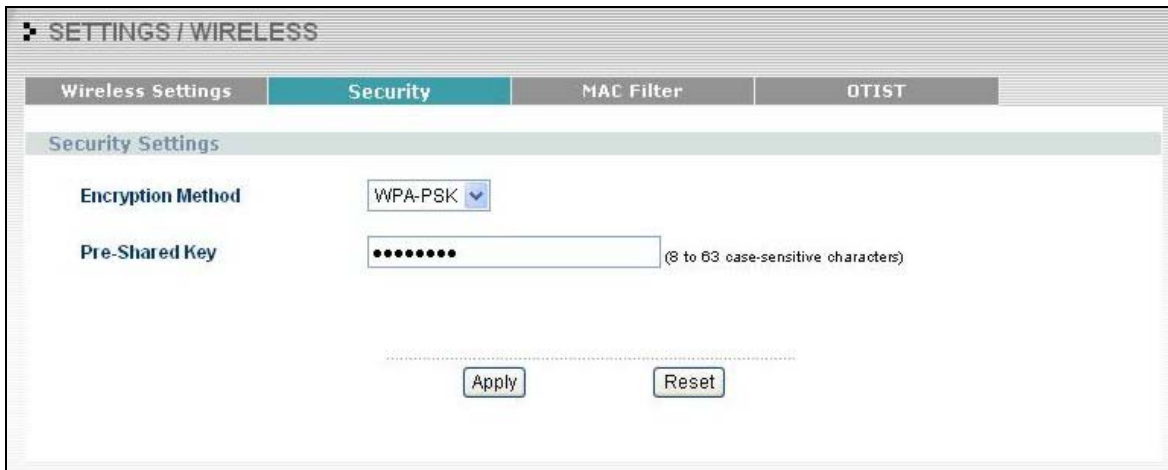 SETTINGS / WIRELESS
Wireless Settings Security MAC Filter OTIST
Security Settings
Encryption Method WPA-PSK
Pre-Shared Key •••••••• (8 to 63 case-sensitive characters)
Apply Reset